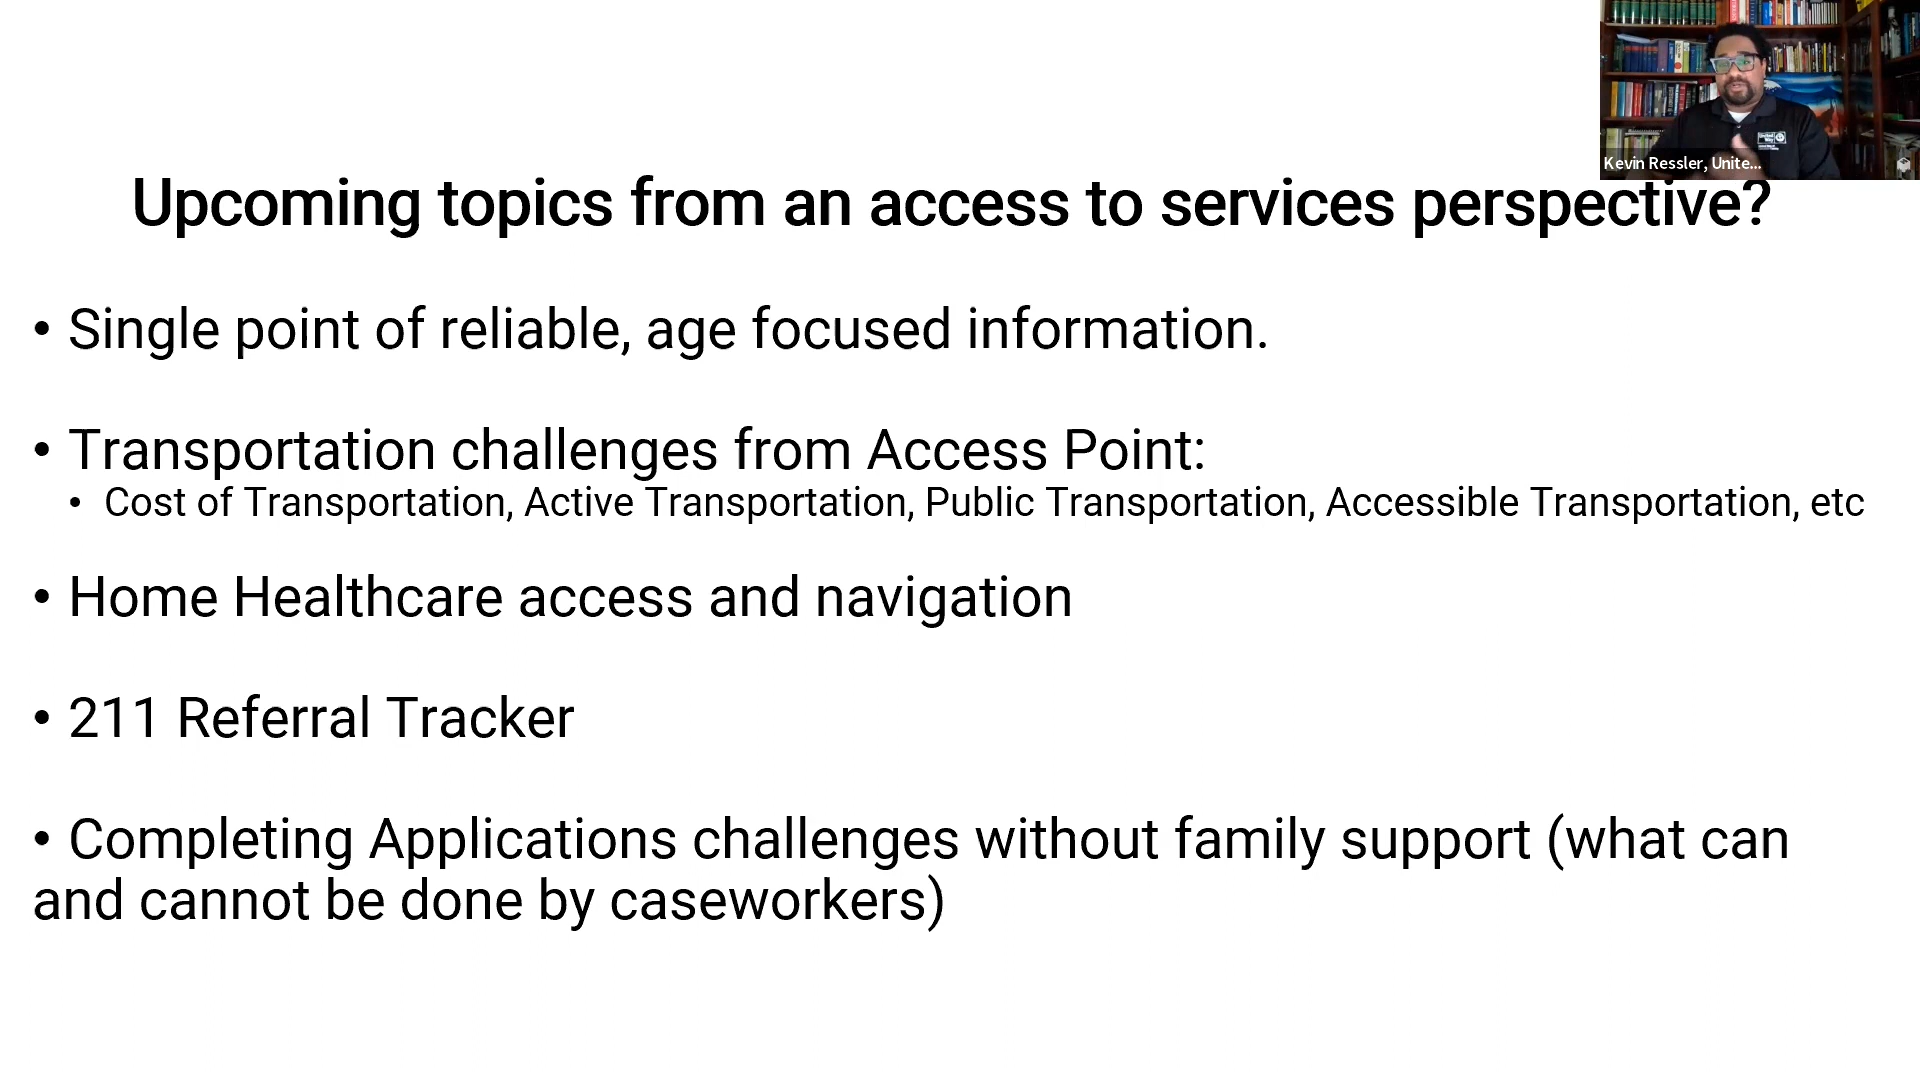 Kevin Ressler, Unite...
Upcoming topics from an access to services perspective?
• Single point of reliable, age focused information.
• Transportation challenges from Access Point:
• Cost of Transportation, Active Transportation, Public Transportation, Accessible Transportation, etc
• Home Healthcare access and navigation
• 211 Referral Tracker
• Completing Applications challenges without family support (what can
and cannot be done by caseworkers)